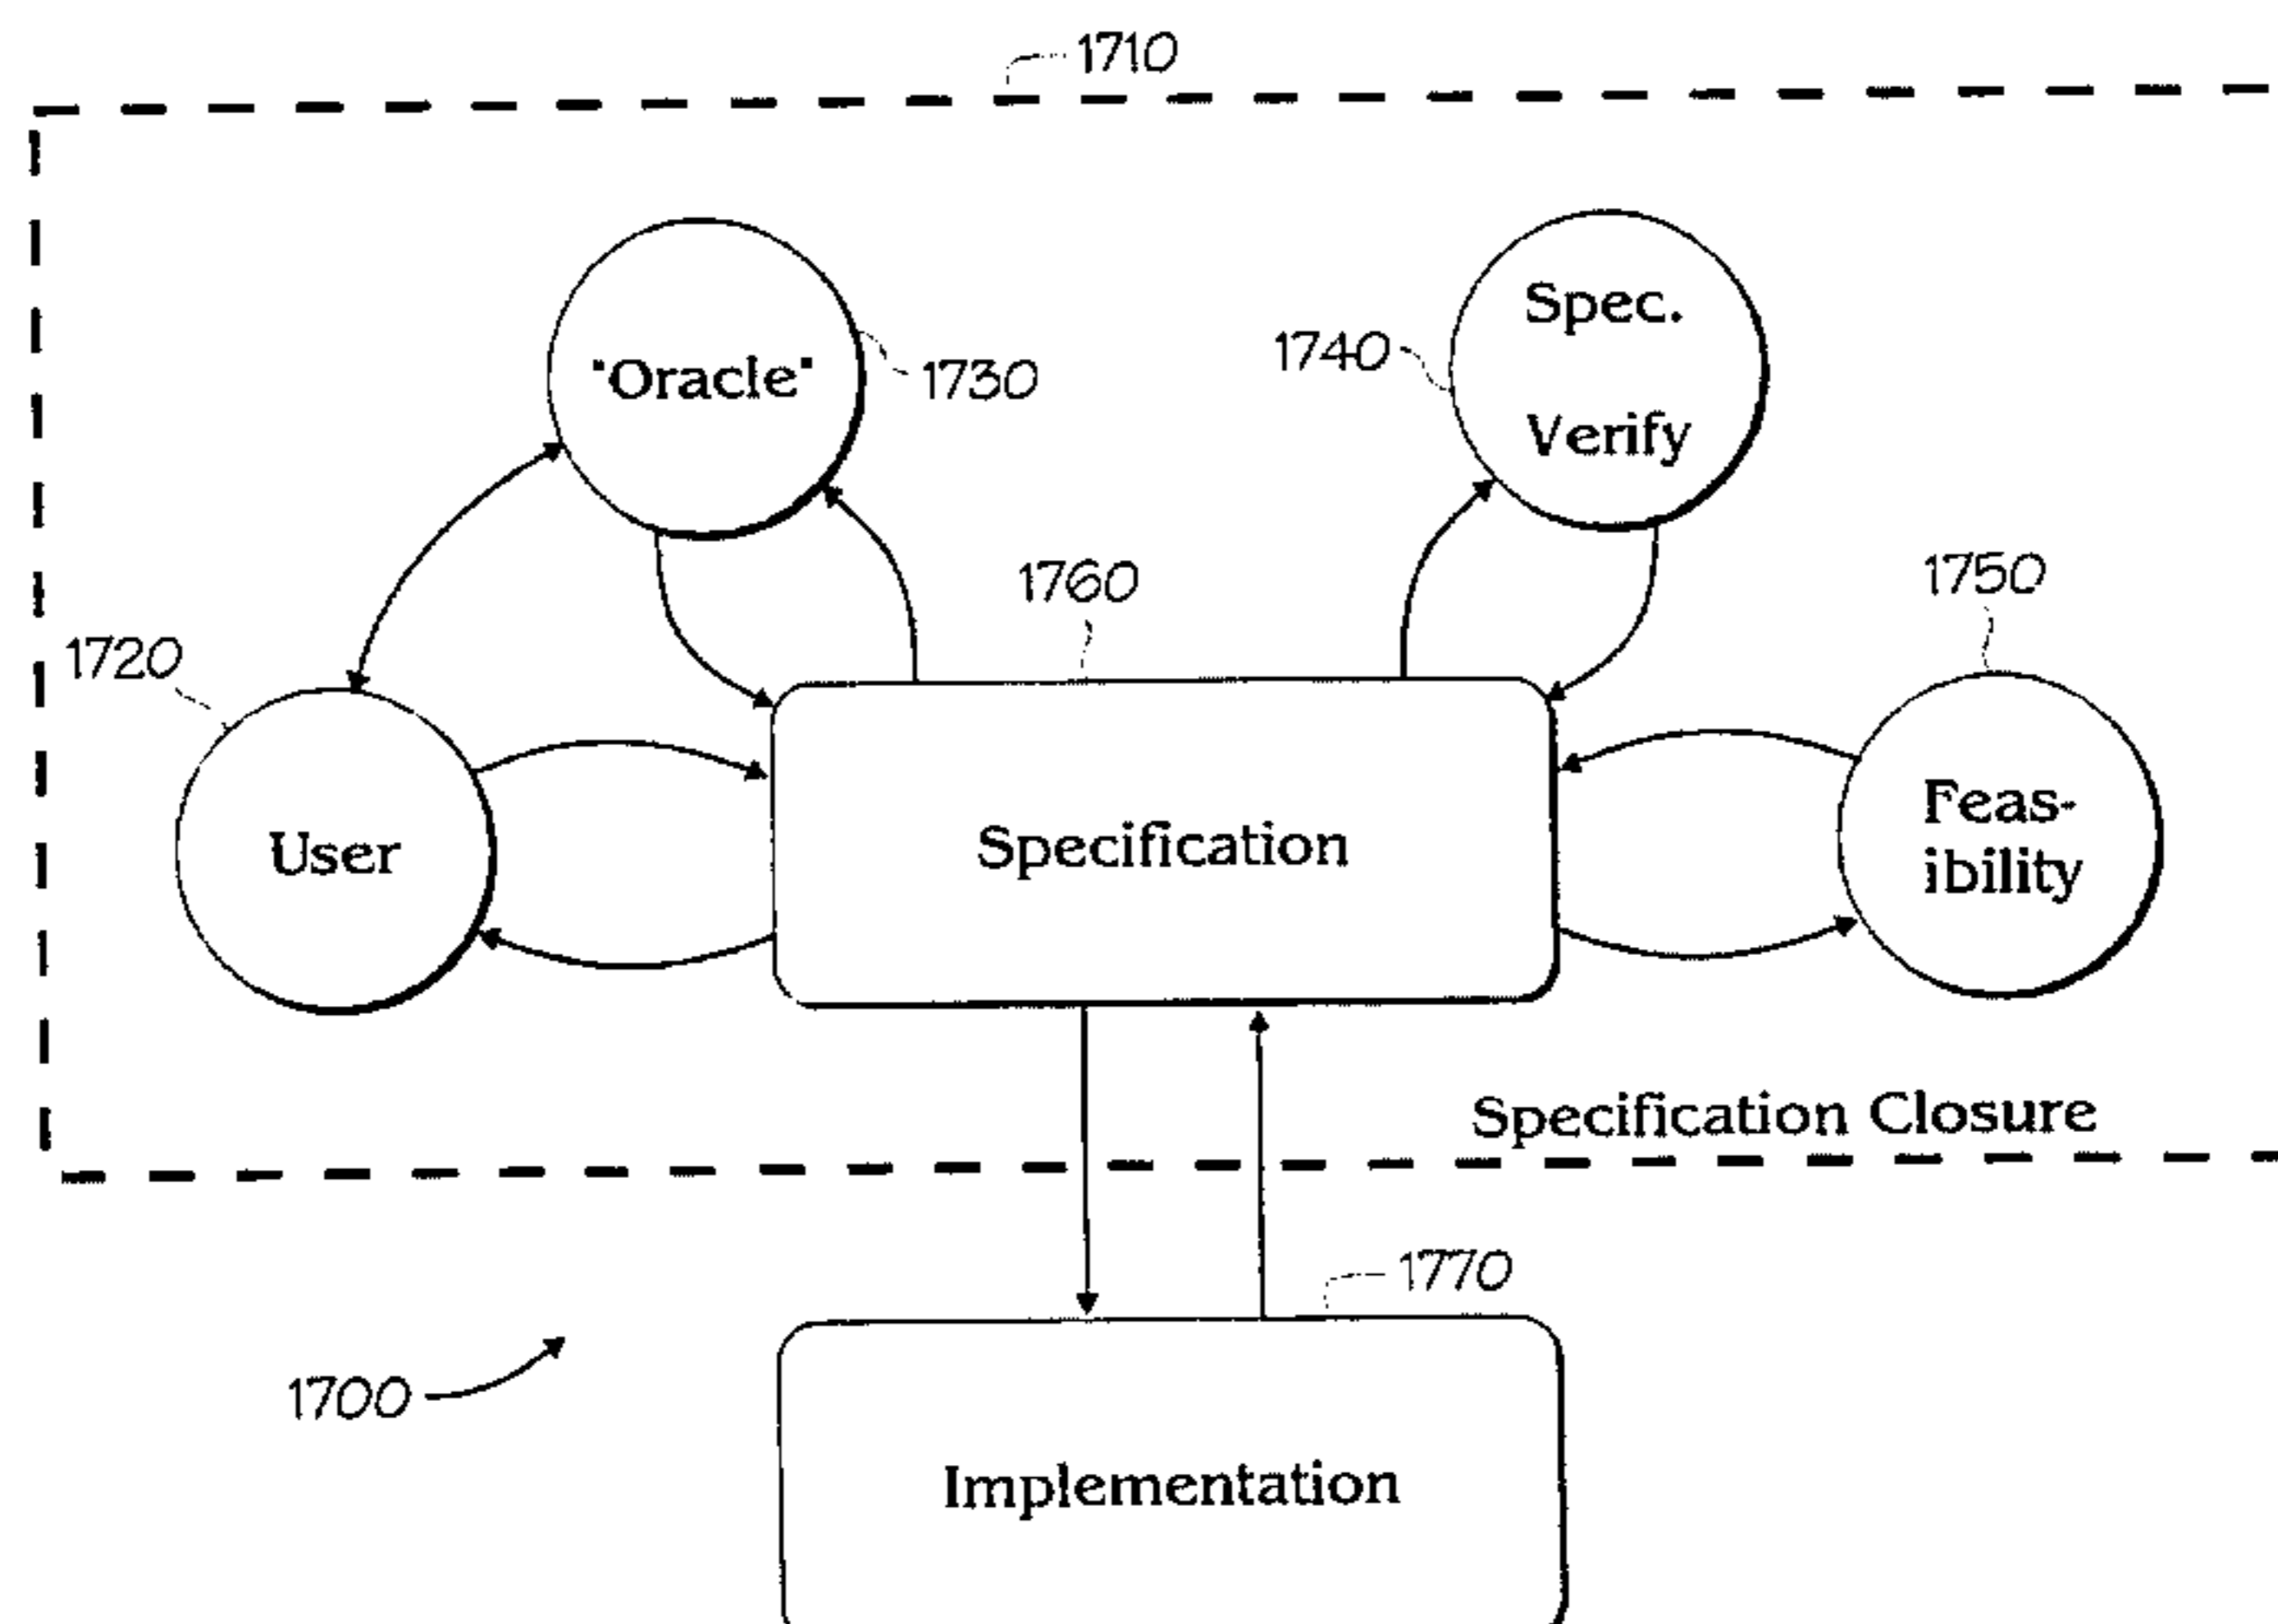 1710
"Oracle"
1730
1740
Spec.
Verify
1760
1750
1720
User
Specification
Feas-
ibility
Specification Closure
1770
1700
Implementation